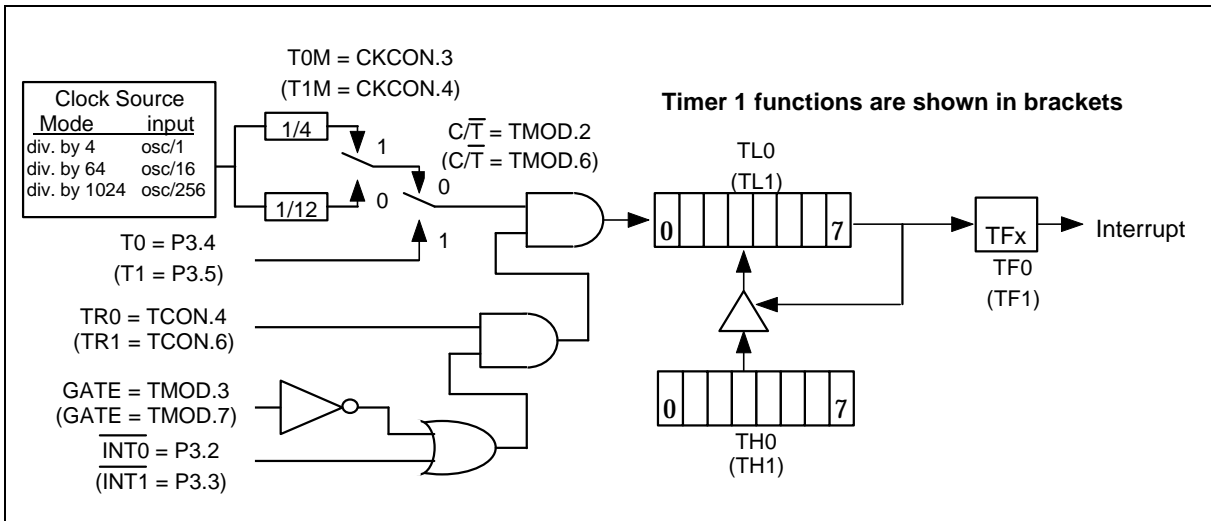 T0M = CKCON.3
(T1M = CKCON.4)
Clock Source
Mode input
div. by 4 osc/1
div. by 64 osc/16
div. by 1024 osc/256
1/4
1/12
1
0
C/T̅ = TMOD.2
(C/T̅ = TMOD.6)
0
1
T0 = P3.4
(T1 = P3.5)
TR0 = TCON.4
(TR1 = TCON.6)
GATE = TMOD.3
(GATE = TMOD.7)
I̅N̅T̅0̅ = P3.2
(I̅N̅T̅1̅ = P3.3)
Timer 1 functions are shown in brackets
TL0
(TL1)
0 7
TFx
Interrupt
TF0
(TF1)
0 7
TH0
(TH1)